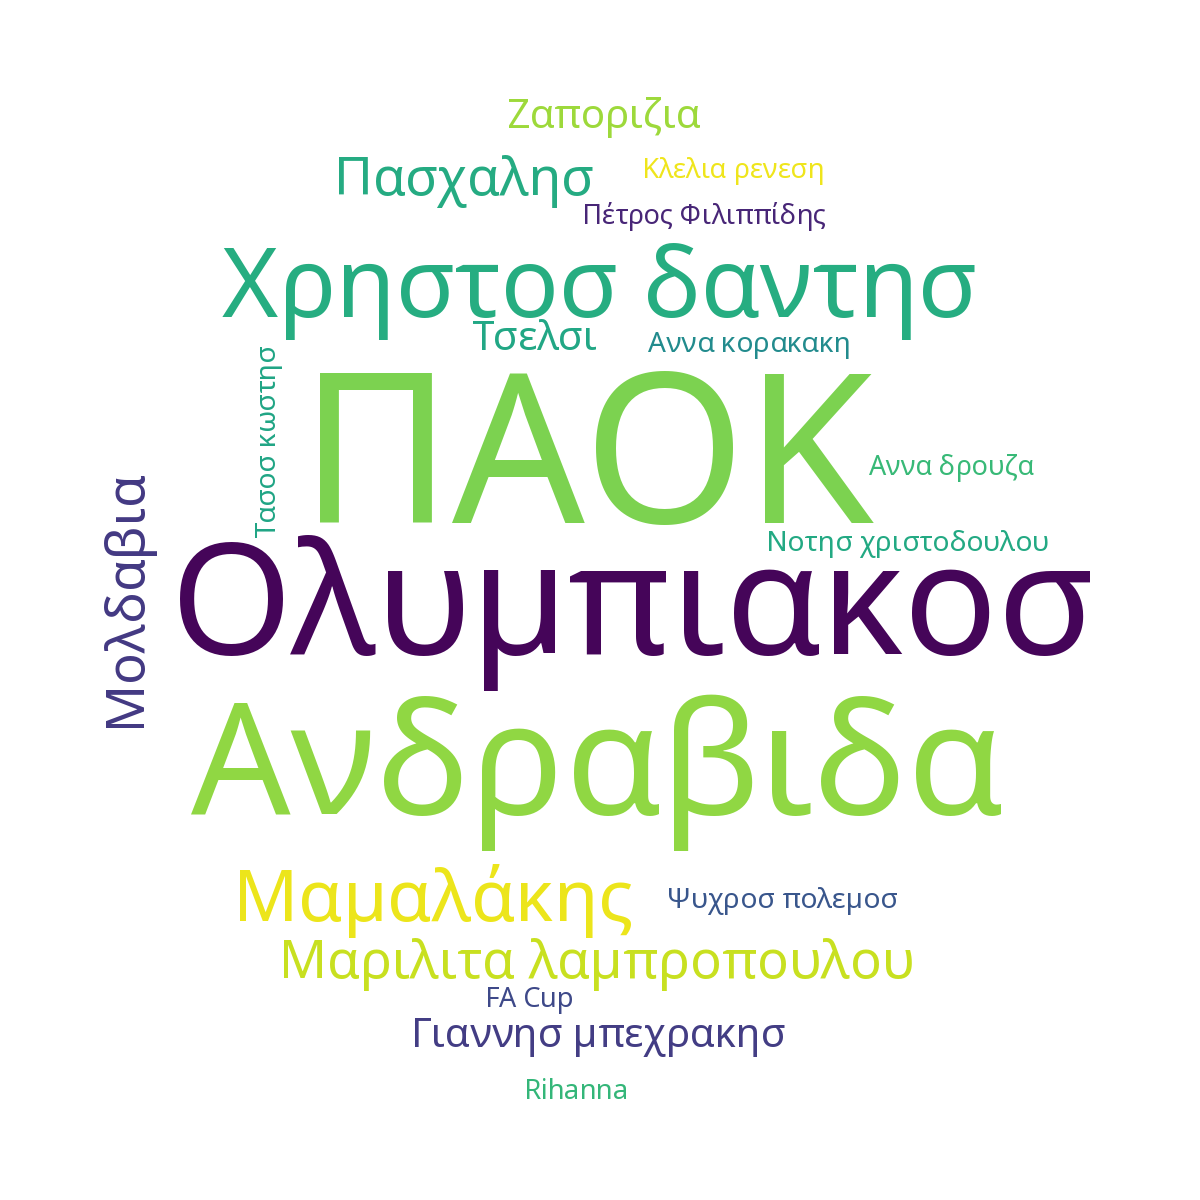 Ζαποριζια
Πασχαλησ
Κλελια ρενεση
Πέτρος Φιλιππίδης
Χρηστοσ δαντησ
Τσελσι
Αννα κορακακη
Τασοσ κωστησ
ΠΑΟΚ
Αννα δρουζα
Μολδαβια
Νοτησ χριστοδουλου
Ολυμπιακοσ
Ανδραβιδα
Μαμαλάκης
Ψυχροσ πολεμοσ
Μαριλιτα λαμπροπουλου
FA Cup
Γιαννησ μπεχρακησ
Rihanna